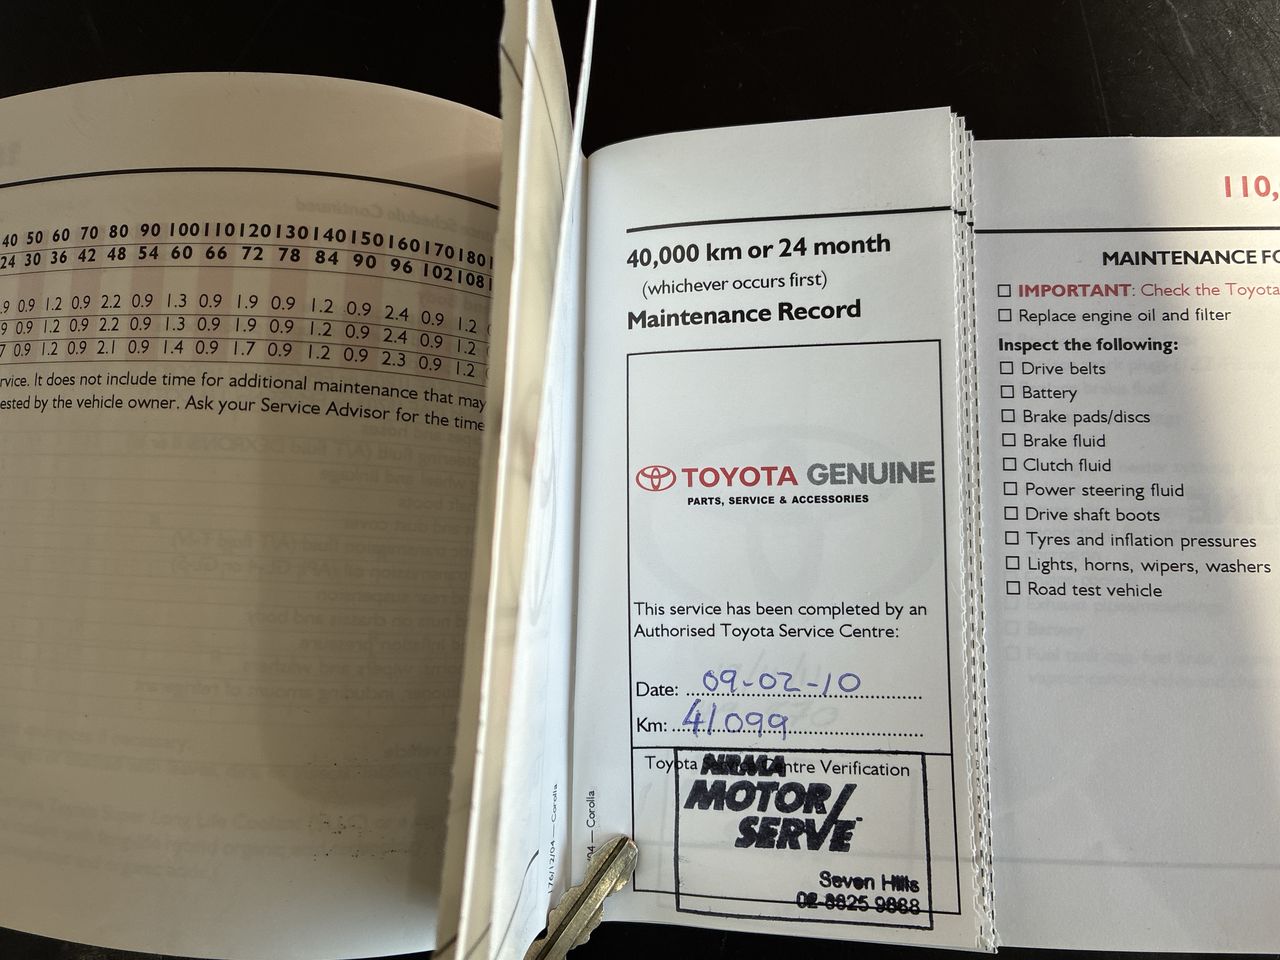 40 50 60 70 80 90 100 110 120 130 140 150 160 170 180
24 30 36 42 48 54 60 66 72 78 84 90 96 102 108
.9 0.9 1.2 0.9 2.2 0.9 1.3 0.9 1.9 0.9 1.2 0.9 2.4 0.9 1.2
9 0.9 1.2 0.9 2.2 0.9 1.3 0.9 1.9 0.9 1.2 0.9 2.4 0.9 1.2
7 0.9 1.2 0.9 2.1 0.9 1.4 0.9 1.7 0.9 1.2 0.9 2.3 0.9 1.2
rvice. It does not include time for additional maintenance that may
ested by the vehicle owner. Ask your Service Advisor for the time
176/12/04 — Corolla
04 — Corolla
40,000 km or 24 month
(whichever occurs first)
Maintenance Record
TOYOTA GENUINE
PARTS, SERVICE & ACCESSORIES
This service has been completed by an
Authorised Toyota Service Centre:
Date: 09-02-10
Km: 41099
Toyota Service Centre Verification
MOTOR
SERVE
Seven Hills
02-8825 9888
110,
MAINTENANCE FO
IMPORTANT: Check the Toyota
Replace engine oil and filter
Inspect the following:
Drive belts
Battery
Brake pads/discs
Brake fluid
Clutch fluid
Power steering fluid
Drive shaft boots
Tyres and inflation pressures
Lights, horns, wipers, washers
Road test vehicle